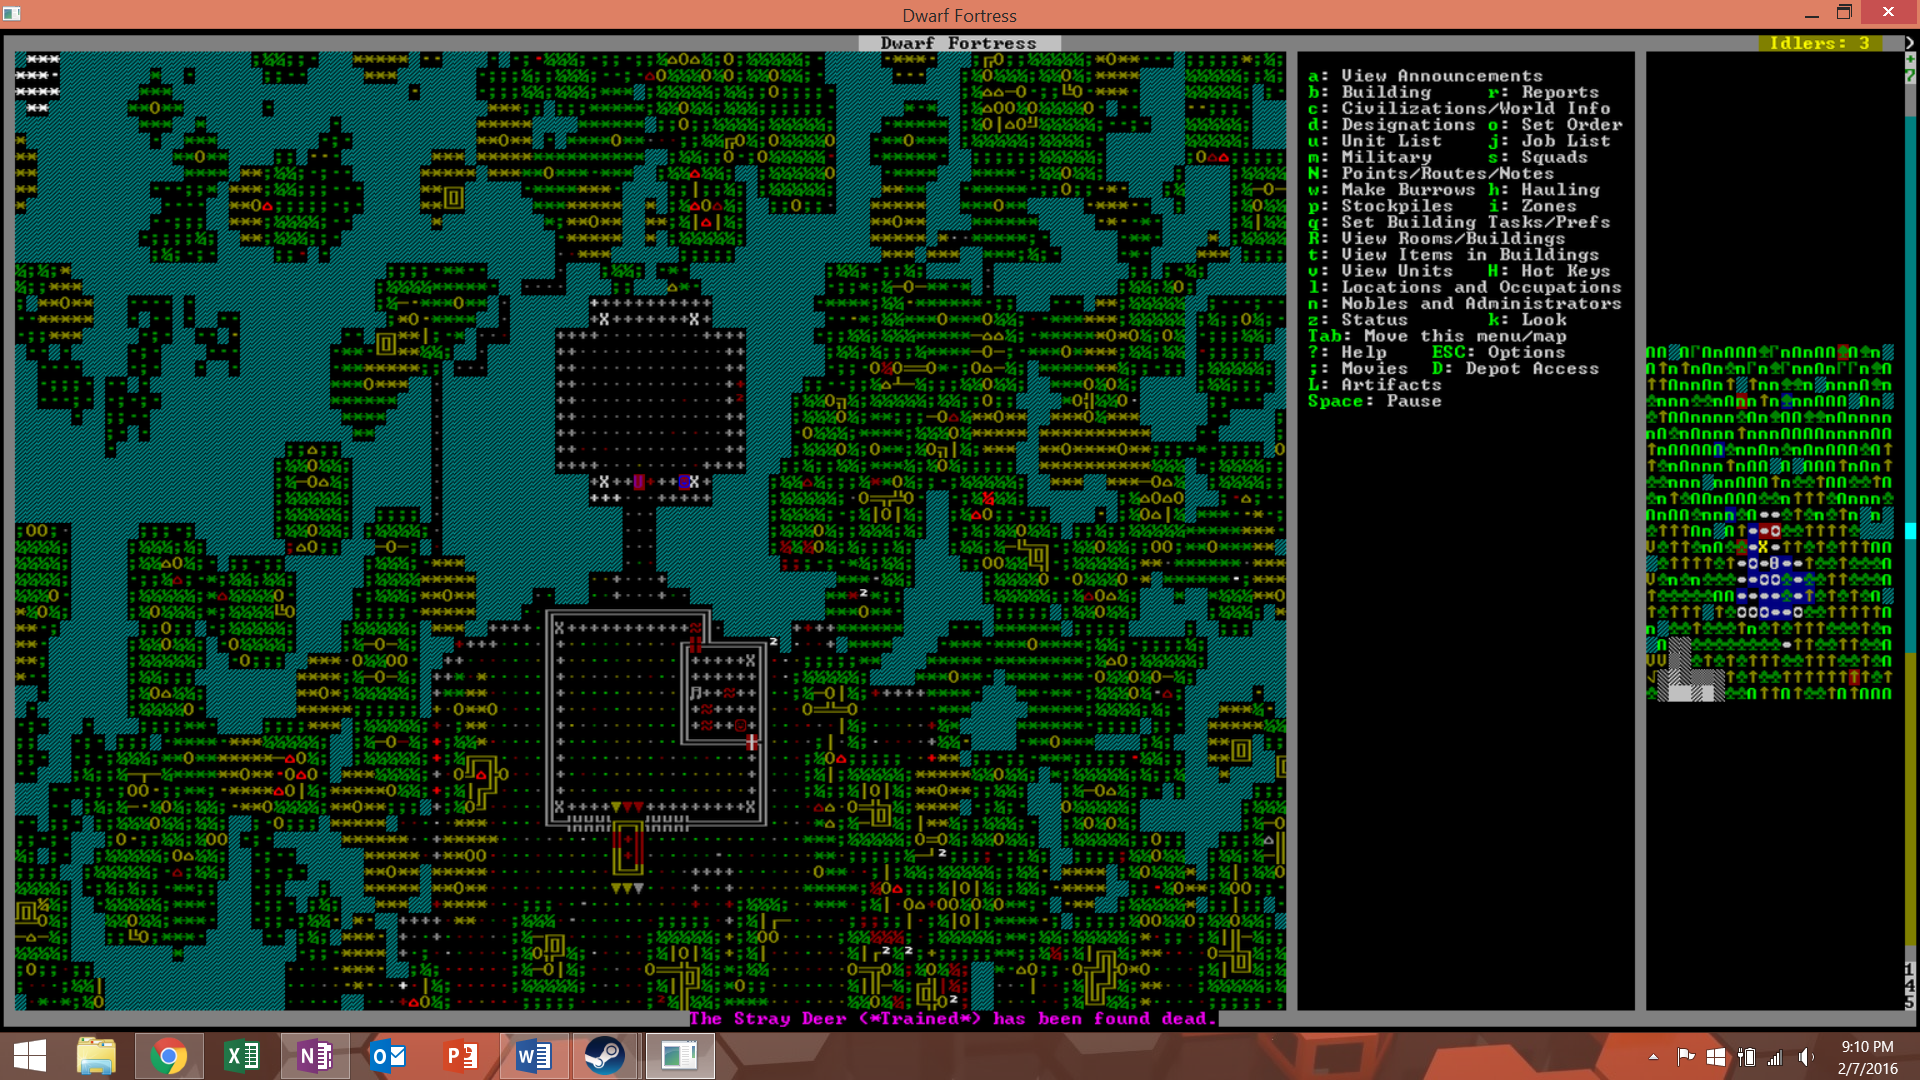 Dwarf Fortress
Dwarf Fortress
Idlers: 3
a: View Announcements
b: Building r: Reports
c: Civilizations/World Info
d: Designations o: Set Order
u: Unit List j: Job List
m: Military s: Squads
N: Points/Routes/Notes
w: Make Burrows h: Hauling
p: Stockpiles i: Zones
q: Set Building Tasks/Prefs
R: View Rooms/Buildings
t: View Items in Buildings
v: View Units H: Hot Keys
l: Locations and Occupations
n: Nobles and Administrators
z: Status k: Look
Tab: Move this menu/map
?: Help ESC: Options
;: Movies D: Depot Access
L: Artifacts
Space: Pause
145
The Stray Deer (*Trained*) has been found dead.
9:10 PM
2/7/2016